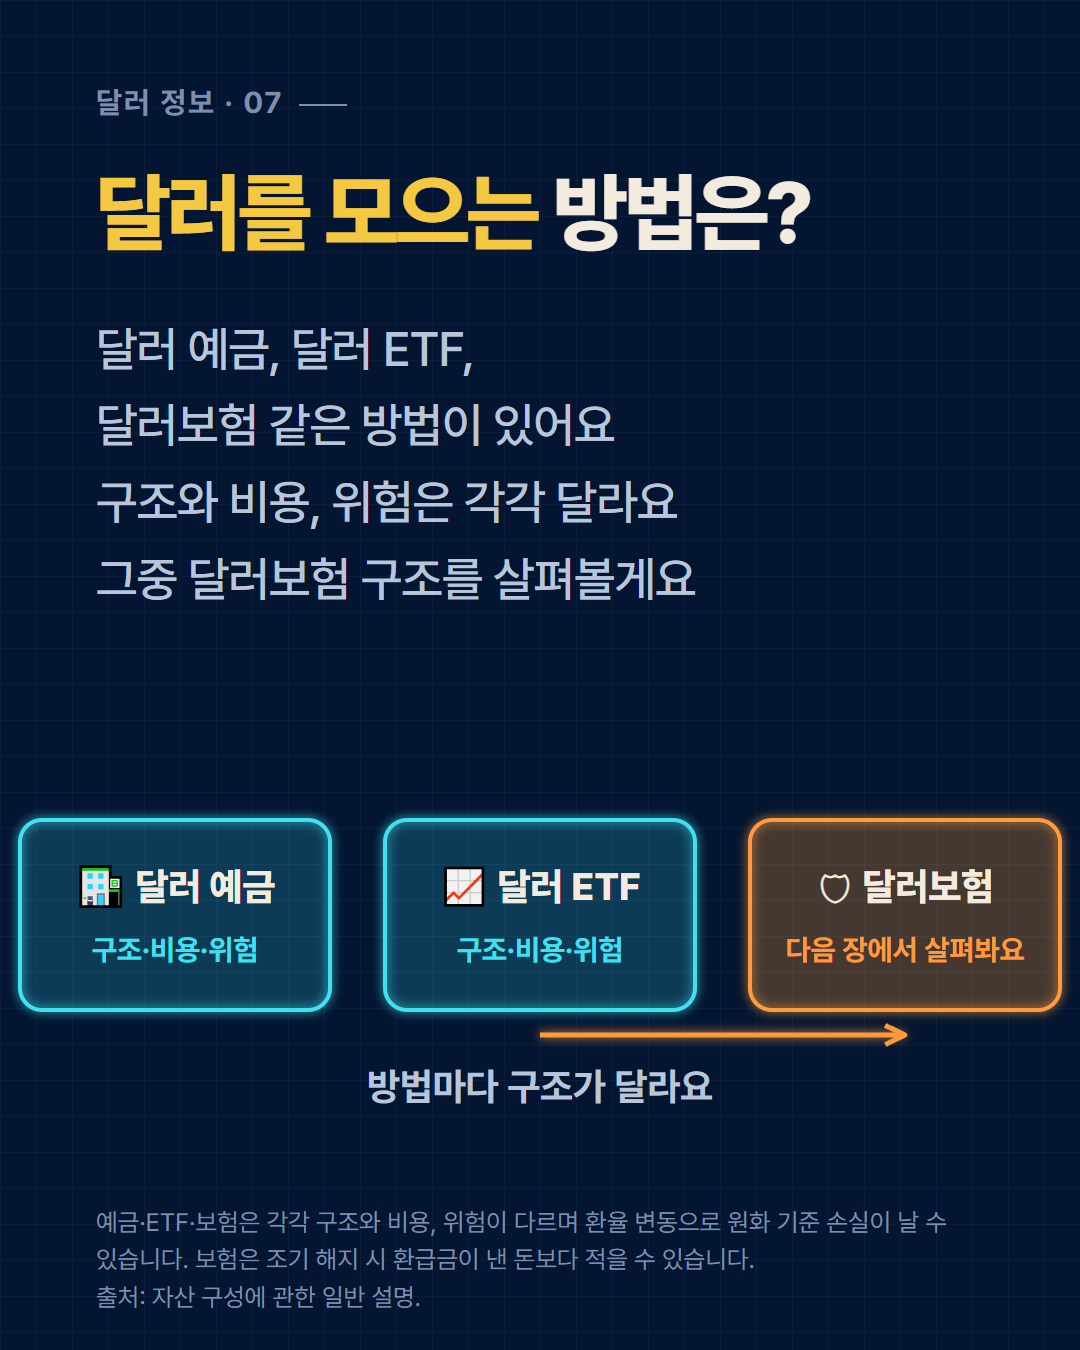 달러 정보 · 07
달러를 모으는 방법은?
달러 예금, 달러 ETF,
달러보험 같은 방법이 있어요
구조와 비용, 위험은 각각 달라요
그중 달러보험 구조를 살펴볼게요
달러 예금
구조·비용·위험
달러 ETF
구조·비용·위험
달러보험
다음 장에서 살펴봐요
방법마다 구조가 달라요
예금·ETF·보험은 각각 구조와 비용, 위험이 다르며 환율 변동으로 원화 기준 손실이 날 수
있습니다. 보험은 조기 해지 시 환급금이 낸 돈보다 적을 수 있습니다.
출처: 자산 구성에 관한 일반 설명.